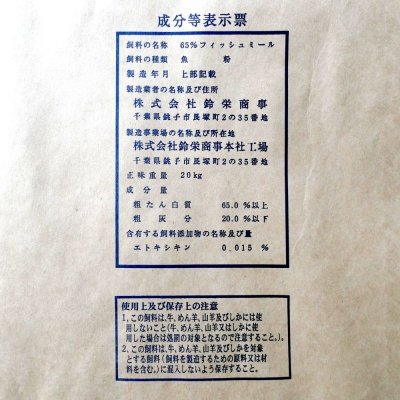 成分等表示票
飼料の名称 65%フィッシュミール
飼料の種類 魚粉
製造年月 上部記載
製造業者の名称及び住所
株式会社鈴栄商事
千葉県銚子市長塚町2の35番地
製造事業場の名称及び所在地
株式会社鈴栄商事本社工場
千葉県銚子市長塚町2の35番地
正味重量 20kg
成分量
粗たん白質 65.0%以上
粗灰分 20.0%以下
含有する飼料添加物の名称及び量
エトキシキン 0.015%
使用上及び保存上の注意
1、この飼料は、牛、めん羊、山羊及びしかには使
用しないこと(牛、めん羊、山羊又はしかに使
用した場合は処罰の対象となるので注意すること。)。
2、この飼料は、牛、めん羊、山羊及びしかを対象
とする飼料(飼料を製造するための原料又は材
料を含む。)に混入しないよう保存すること。